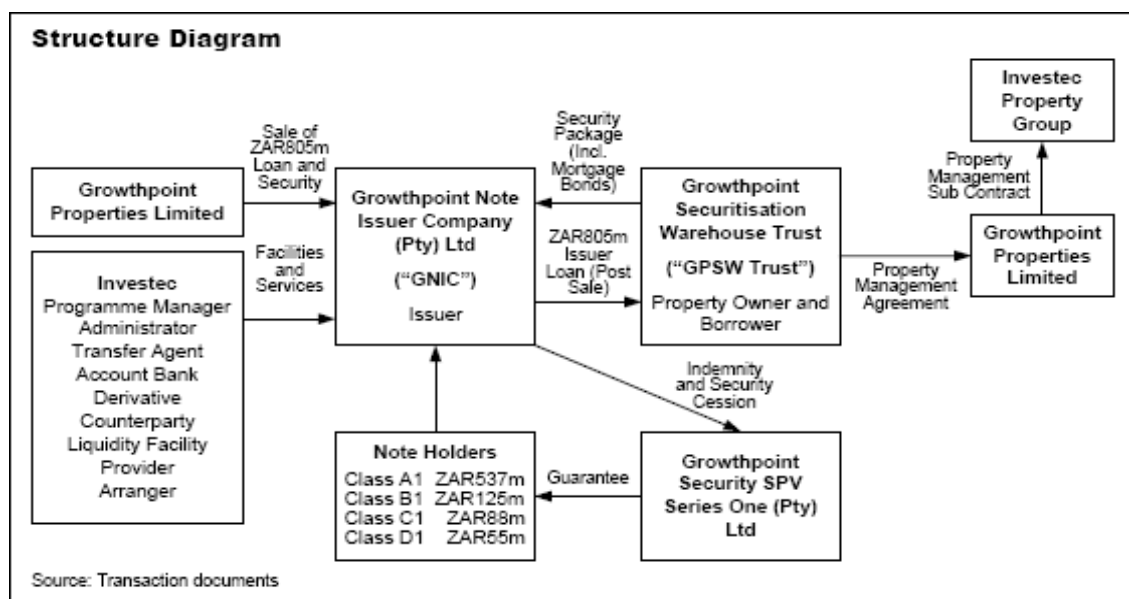 Structure Diagram
Investec
Property
Group
Sale of
ZAR805m
Loan and
Security
Security
Package
(Incl.
Mortgage
Bonds)
Property
Management
Sub Contract
Growthpoint
Properties Limited
Growthpoint Note
Issuer Company
(Pty) Ltd
("GNIC")
Issuer
Growthpoint
Securitisation
Warehouse Trust
("GPSW Trust")
Property Owner and
Borrower
Growthpoint
Properties
Limited
Facilities
and
Services
ZAR805m
Issuer
Loan (Post
Sale)
Property
Management
Agreement
Investec
Programme Manager
Administrator
Transfer Agent
Account Bank
Derivative
Counterparty
Liquidity Facility
Provider
Arranger
Indemnity
and Security
Cession
Note Holders
Class A1 ZAR537m
Class B1 ZAR125m
Class C1 ZAR88m
Class D1 ZAR55m
Guarantee
Growthpoint
Security SPV
Series One (Pty)
Ltd
Source: Transaction documents